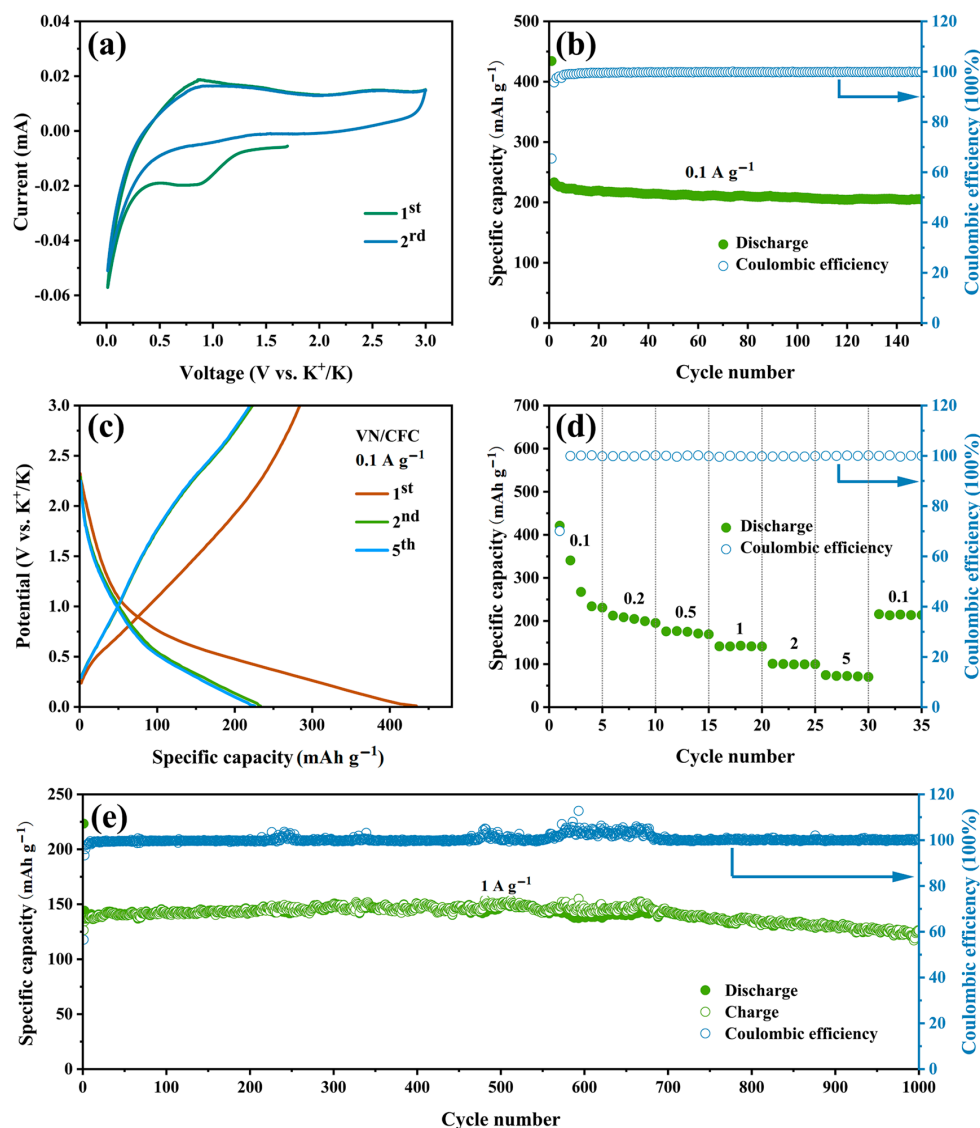 (a)
0.04
0.02
0.00
-0.02
-0.04
-0.06
Current (mA)
0.0 0.5 1.0 1.5 2.0 2.5 3.0
Voltage (V vs. K⁺/K)
1ˢᵗ
2ʳᵈ
(b)
500
400
300
200
100
0
Specific capacity (mAh g⁻¹)
0 20 40 60 80 100 120 140
Cycle number
120
100
80
60
40
20
0
Coulombic efficiency (100%)
0.1 A g⁻¹
Discharge
Coulombic efficiency
(c)
3.0
2.5
2.0
1.5
1.0
0.5
0.0
Potential (V vs. K⁺/K)
0 100 200 300 400
Specific capacity (mAh g⁻¹)
VN/CFC
0.1 A g⁻¹
1ˢᵗ
2ⁿᵈ
5ᵗʰ
(d)
700
600
500
400
300
200
100
0
Specific capacity (mAh g⁻¹)
0 5 10 15 20 25 30 35
Cycle number
120
100
80
60
40
20
0
Coulombic efficiency (100%)
Discharge
Coulombic efficiency
0.1
0.2
0.5
1
2
5
0.1
(e)
250
200
150
100
50
0
Specific capacity (mAh g⁻¹)
0 100 200 300 400 500 600 700 800 900 1000
Cycle number
120
100
80
60
40
20
0
Coulombic efficiency (100%)
1 A g⁻¹
Discharge
Charge
Coulombic efficiency